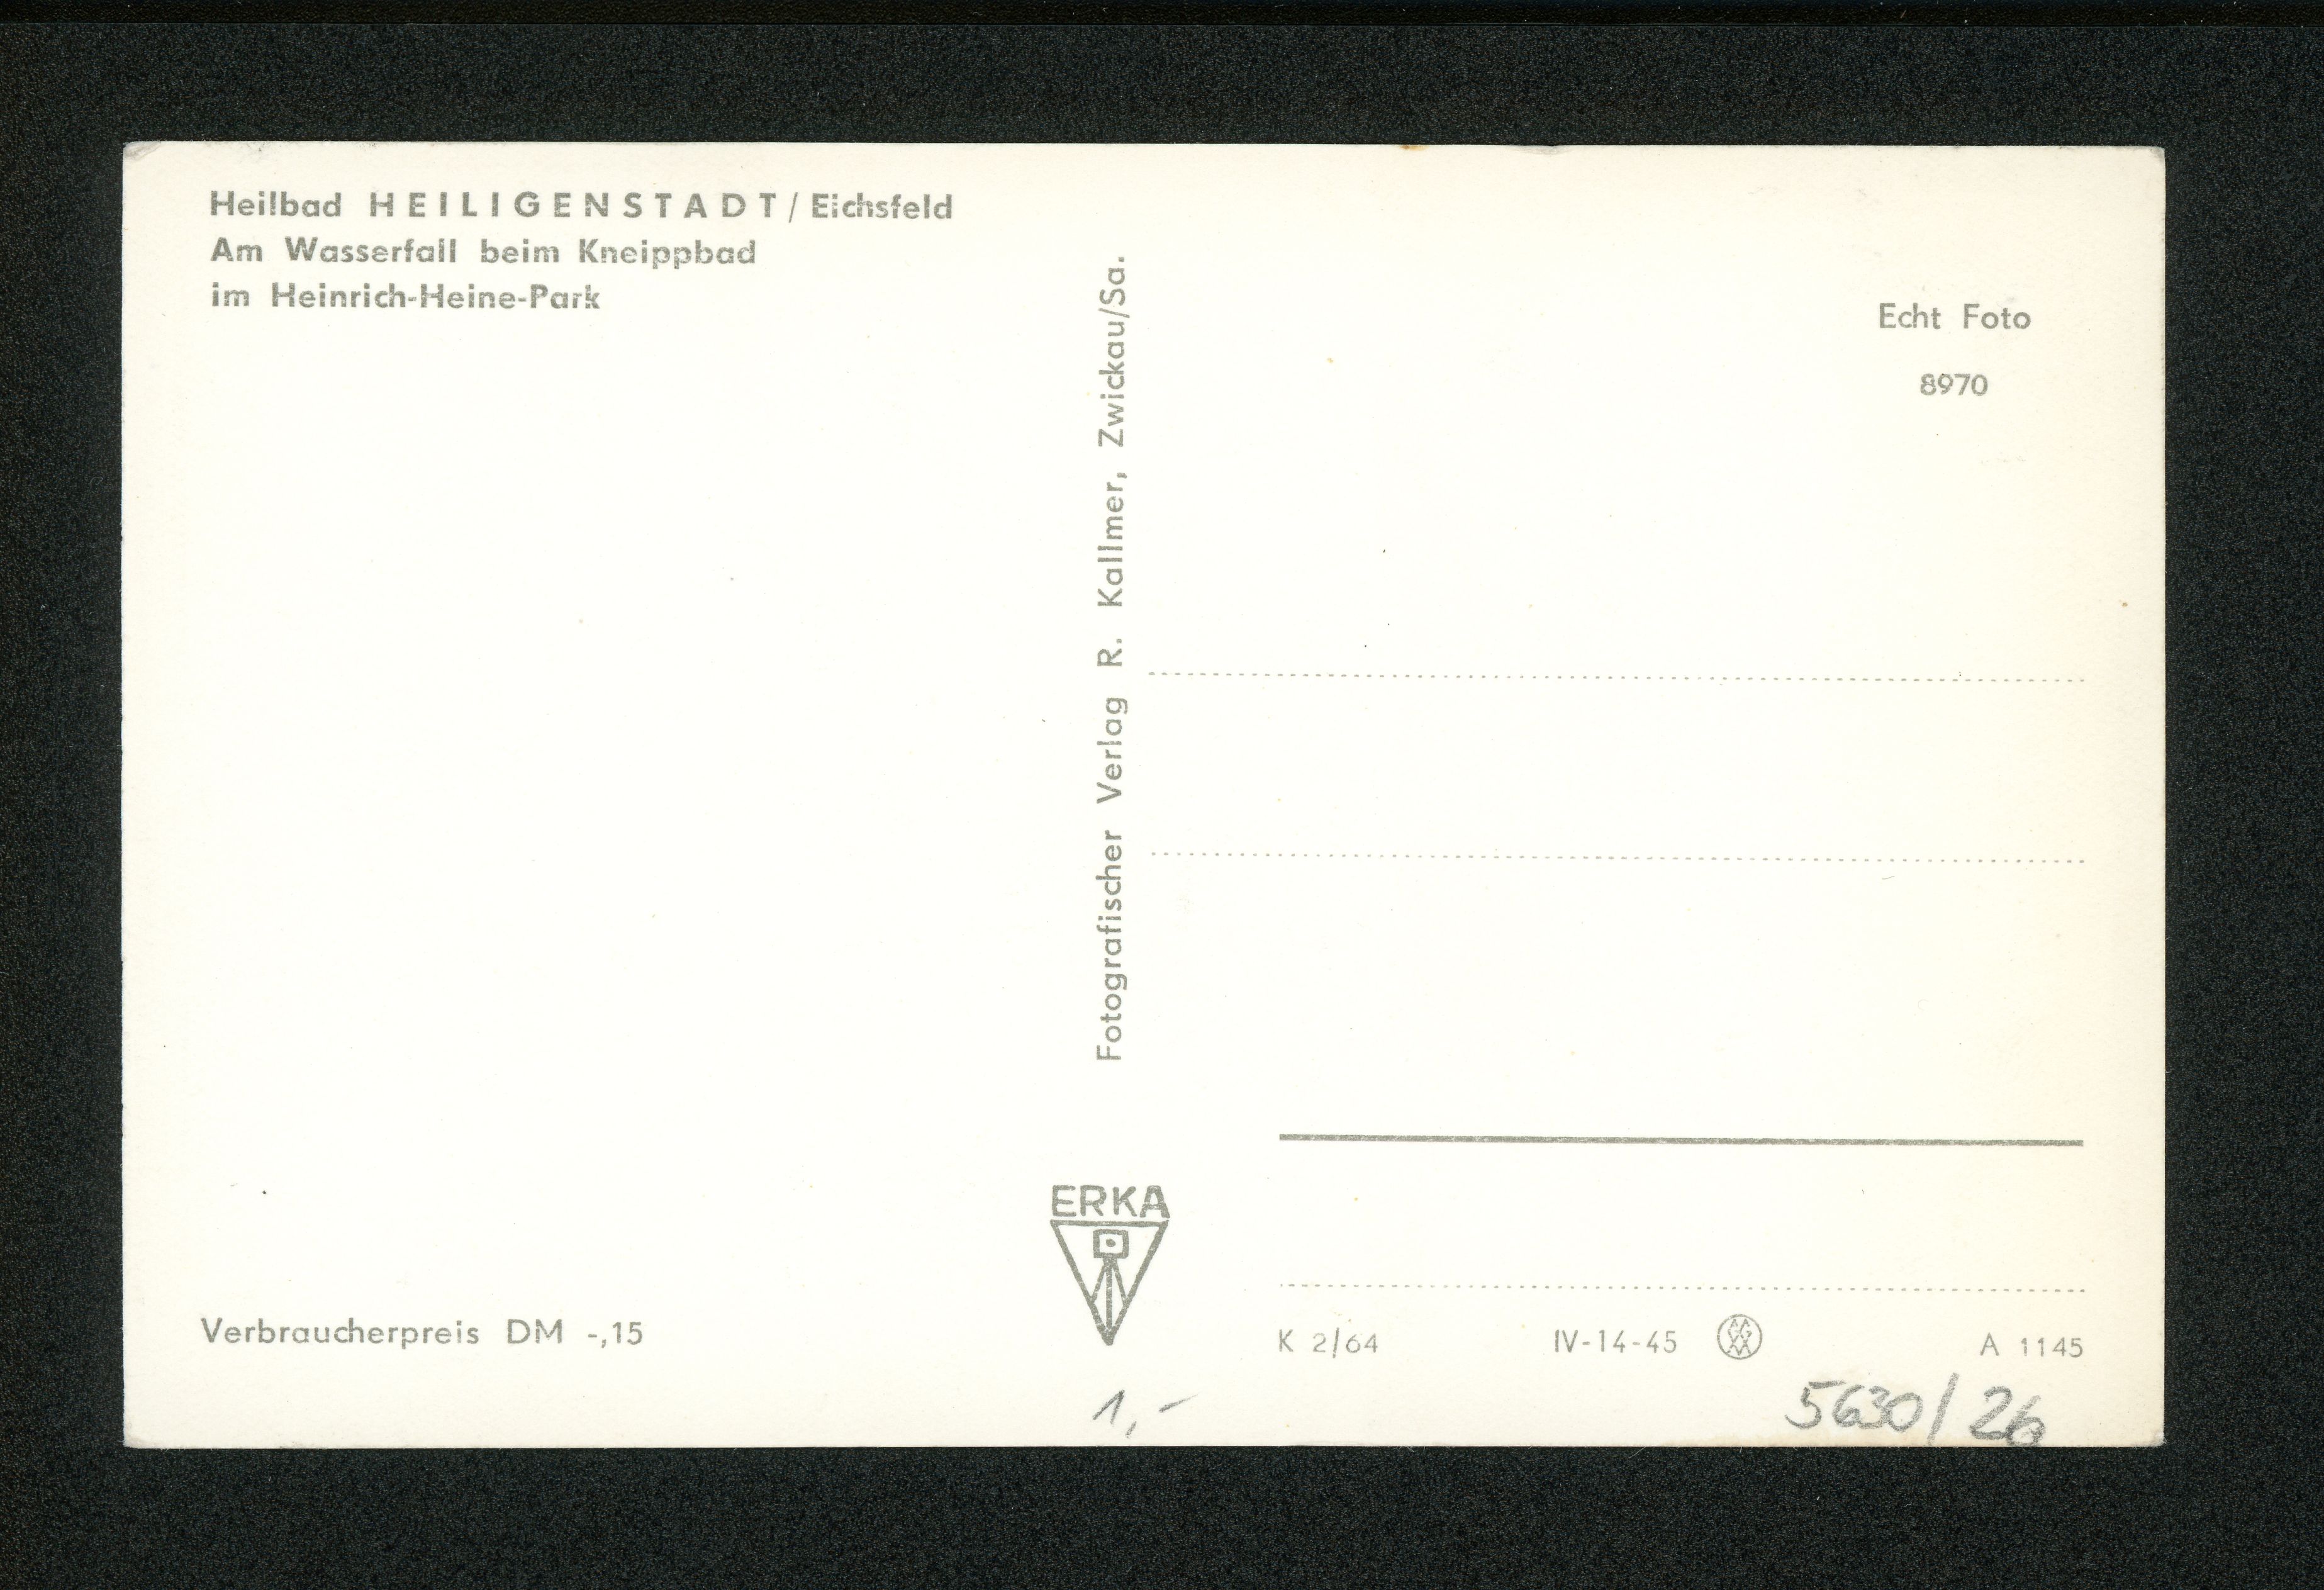 Heilbad HEILIGENSTADT / Eichsfeld
Am Wasserfall beim Kneippbad
im Heinrich-Heine-Park
Verbraucherpreis DM -,15
Fotografischer Verlag R. Kallmer, Zwickau/Sa.
ERKA
1,-
Echt Foto
8970
K 2/64 IV-14-45 A 1145
5630/26